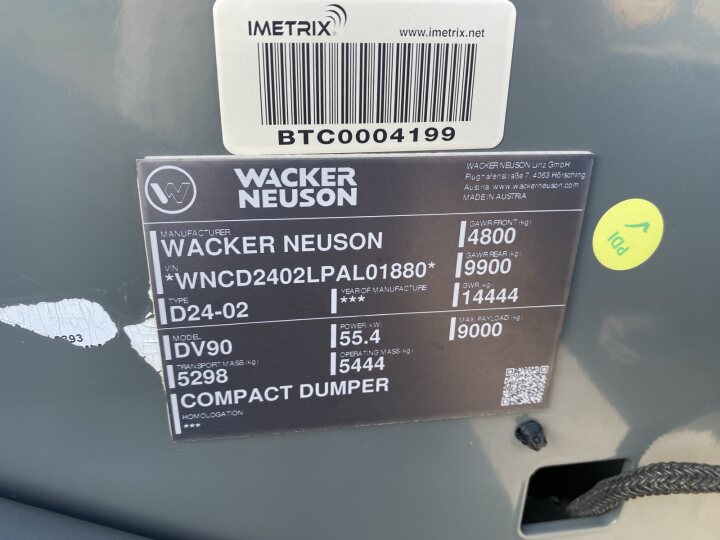 IMETRIX
www.imetrix.net
BTC0004199
WACKER NEUSON
WACKER NEUSON Linz GmbH
Flughafenstraße 7, 4063 Hörsching
Austria, www.wackerneuson.com
MADE IN AUSTRIA
MANUFACTURER
WACKER NEUSON
VIN
*WNCD2402LPAL01880*
TYPE
D24-02
YEAR OF MANUFACTURE
***
MODEL
DV90
POWER (kW)
55.4
TRANSPORT MASS (kg)
5298
OPERATING MASS (kg)
5444
COMPACT DUMPER
HOMOLOGATION
***
GAWR FRONT (kg)
4800
GAWR REAR (kg)
9900
GWR (kg)
14444
MAX. PAYLOAD (kg)
9000
PDI